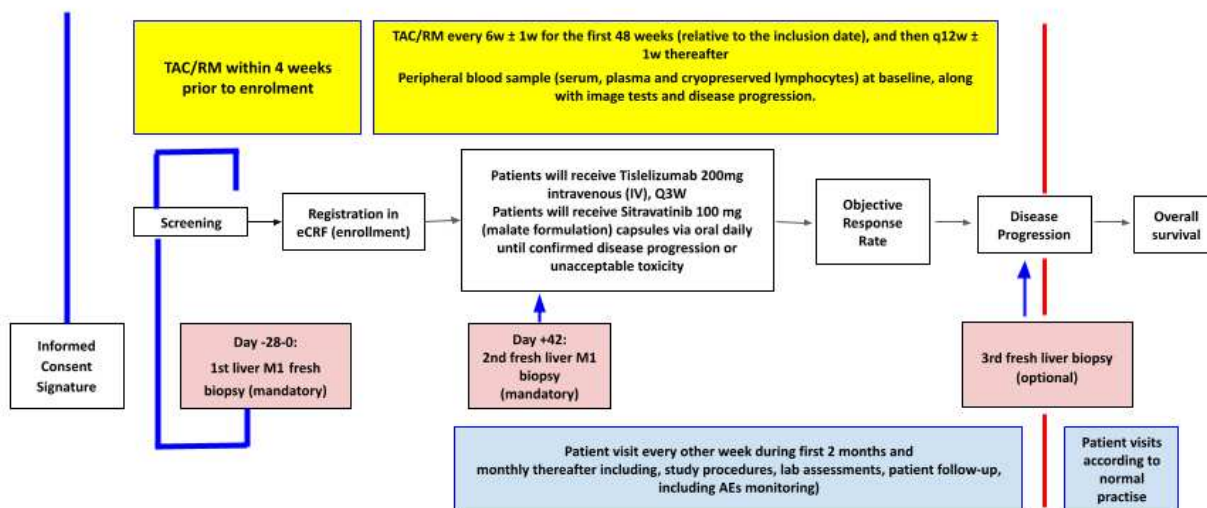 TAC/RM within 4 weeks
prior to enrolment
TAC/RM every 6w ± 1w for the first 48 weeks (relative to the inclusion date), and then q12w ±
1w thereafter
Peripheral blood sample (serum, plasma and cryopreserved lymphocytes) at baseline, along
with image tests and disease progression.
Screening
Registration in
eCRF (enrollment)
Patients will receive Tislelizumab 200mg
intravenous (IV), Q3W
Patients will receive Sitravatinib 100 mg
(malate formulation) capsules via oral daily
until confirmed disease progression or
unacceptable toxicity
Objective
Response
Rate
Disease
Progression
Overall
survival
Informed
Consent
Signature
Day -28-0:
1st liver M1 fresh
biopsy (mandatory)
Day +42:
2nd fresh liver M1
biopsy
(mandatory)
3rd fresh liver biopsy
(optional)
Patient visit every other week during first 2 months and
monthly thereafter including, study procedures, lab assessments, patient follow-up,
including AEs monitoring)
Patient visits
according to
normal
practise